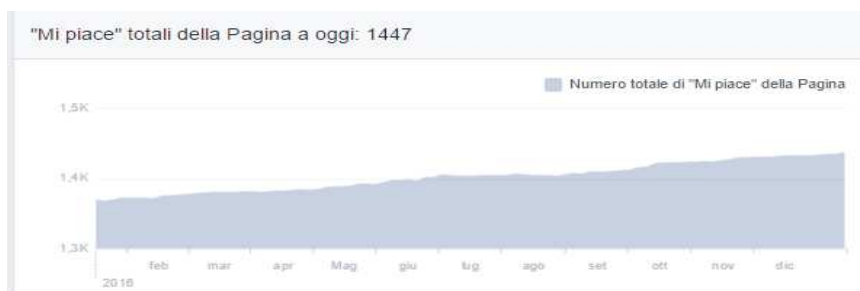 "Mi piace" totali della Pagina a oggi: 1447
Numero totale di "Mi piace" della Pagina
1,5K
1,4K
1,3K
feb mar apr Mag giu lug ago set ott nov dic
2016